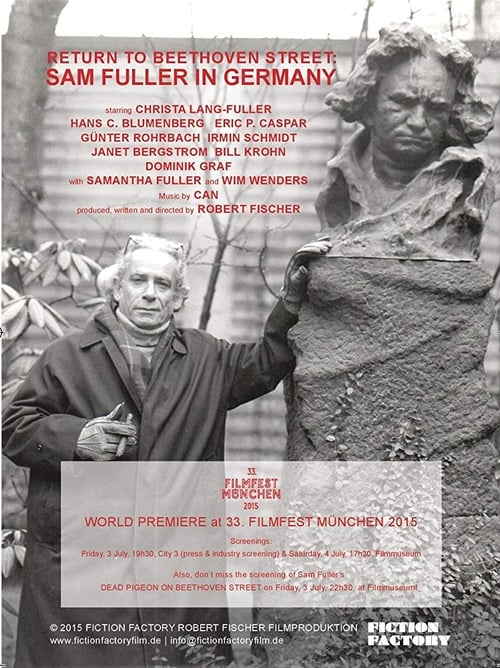 RETURN TO BEETHOVEN STREET:
SAM FULLER IN GERMANY
starring CHRISTA LANG-FULLER
HANS C. BLUMENBERG ERIC P. CASPAR
GÜNTER ROHRBACH IRMIN SCHMIDT
JANET BERGSTROM BILL KROHN
DOMINIK GRAF
with SAMANTHA FULLER and WIM WENDERS
Music by CAN
produced, written and directed by ROBERT FISCHER
33.
FILMFEST
MÜNCHEN
2015
WORLD PREMIERE at 33. FILMFEST MÜNCHEN 2015
Screenings:
Friday, 3 July, 19h30, City 3 (press & industry screening) & Saturday, 4 July, 17h30, Filmmuseum
Also, don't miss the screening of Sam Fuller's
DEAD PIGEON ON BEETHOVEN STREET on Friday, 3 July, 22h30, at Filmmuseum!
© 2015 FICTION FACTORY ROBERT FISCHER FILMPRODUKTION
www.fictionfactoryfilm.de | info@fictionfactoryfilm.de
FICTION
FACTORY